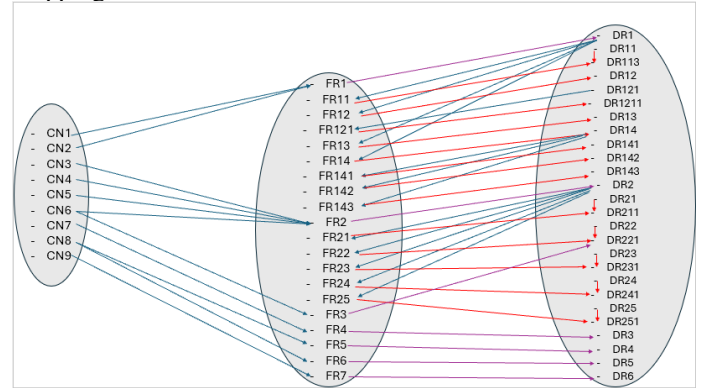 - CN1
- CN2
- CN3
- CN4
- CN5
- CN6
- CN7
- CN8
- CN9
- FR1
- FR11
- FR12
- FR121
- FR13
- FR14
- FR141
- FR142
- FR143
- FR2
- FR21
- FR22
- FR23
- FR24
- FR25
- FR3
- FR4
- FR5
- FR6
- FR7
- DR1
- DR11
- DR113
- DR12
- DR121
- DR1211
- DR13
- DR14
- DR141
- DR142
- DR143
- DR2
- DR21
- DR211
- DR22
- DR221
- DR23
- DR231
- DR24
- DR241
- DR25
- DR251
- DR3
- DR4
- DR5
- DR6